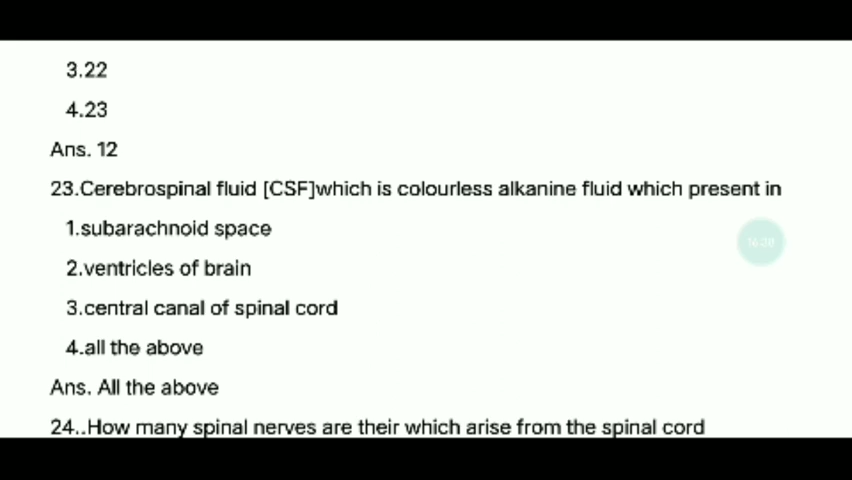 3.22
4.23
Ans. 12
23.Cerebrospinal fluid [CSF]which is colourless alkanine fluid which present in
1.subarachnoid space
16:20
2.ventricles of brain
3.central canal of spinal cord
4.all the above
Ans. All the above
24..How many spinal nerves are their which arise from the spinal cord